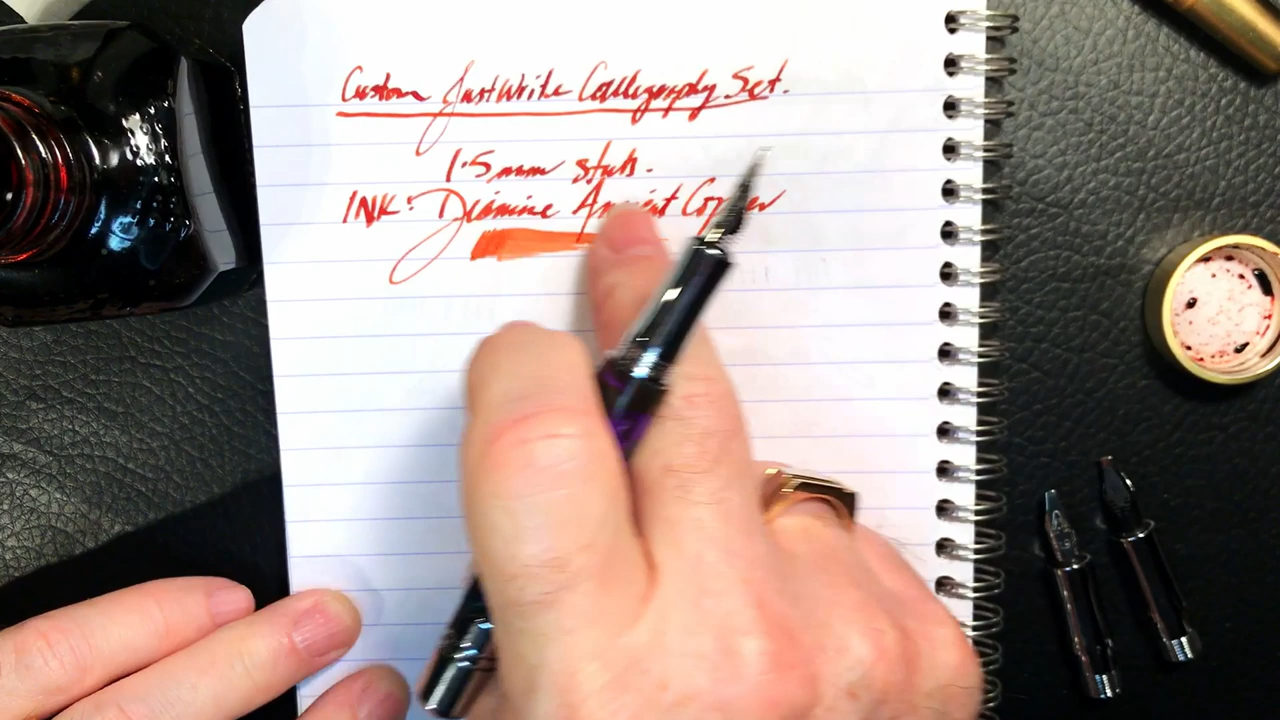 Custom JustWrite Calligraphy Set.
1.5mm stub.
INK: Diamine Ancient Copper